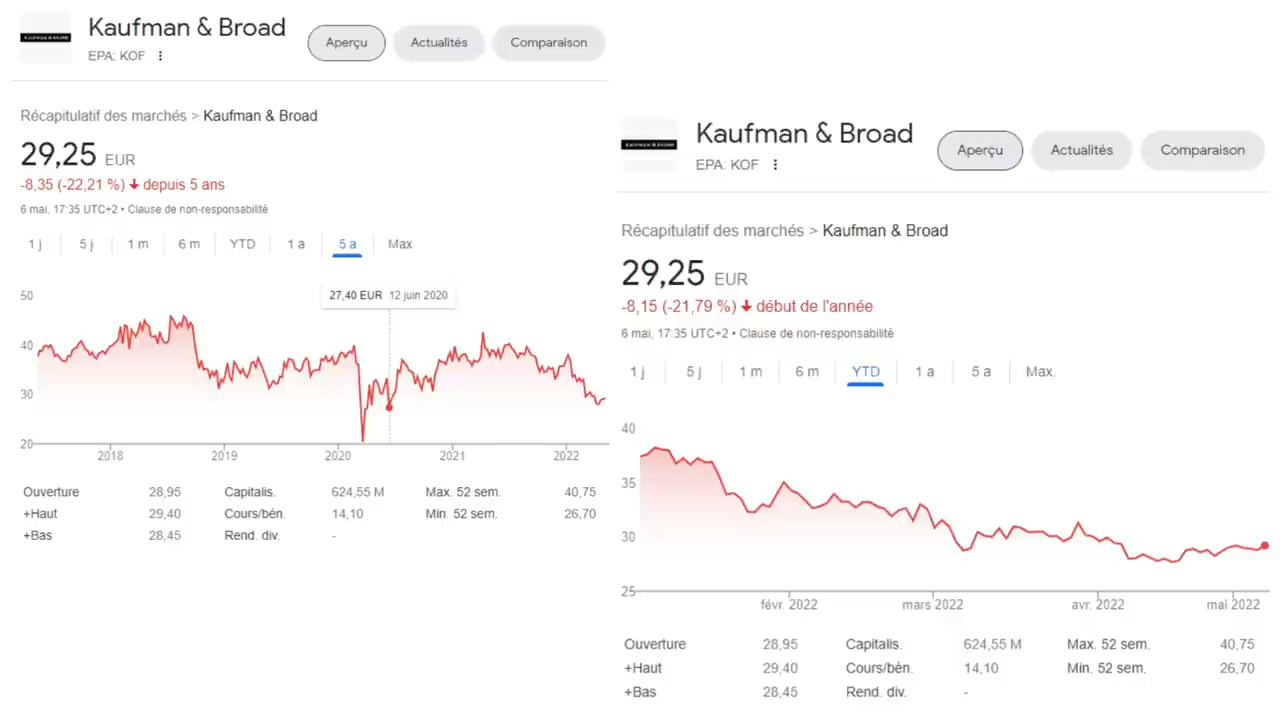 Kaufman & Broad
EPA: KOF
Aperçu
Actualités
Comparaison
Récapitulatif des marchés > Kaufman & Broad
29,25 EUR
-8,35 (-22,21 %) ↓ depuis 5 ans
6 mai, 17:35 UTC+2 • Clause de non-responsabilité
1 j 5 j 1 m 6 m YTD 1 a 5 a Max
27,40 EUR 12 juin 2020
50
40
30
20
2018 2019 2020 2021 2022
Ouverture 28,95 Capitalis. 624,55 M Max. 52 sem. 40,75
+Haut 29,40 Cours/bén. 14,10 Min. 52 sem. 26,70
+Bas 28,45 Rend. div. -
KAUFMAN & BROAD
Kaufman & Broad
EPA: KOF
Aperçu
Actualités
Comparaison
Récapitulatif des marchés > Kaufman & Broad
29,25 EUR
-8,15 (-21,79 %) ↓ début de l'année
6 mai, 17:35 UTC+2 • Clause de non-responsabilité
1 j 5 j 1 m 6 m YTD 1 a 5 a Max.
40
35
30
25
févr. 2022 mars 2022 avr. 2022 mai 2022
Ouverture 28,95 Capitalis. 624,55 M Max. 52 sem. 40,75
+Haut 29,40 Cours/bén. 14,10 Min. 52 sem. 26,70
+Bas 28,45 Rend. div. -